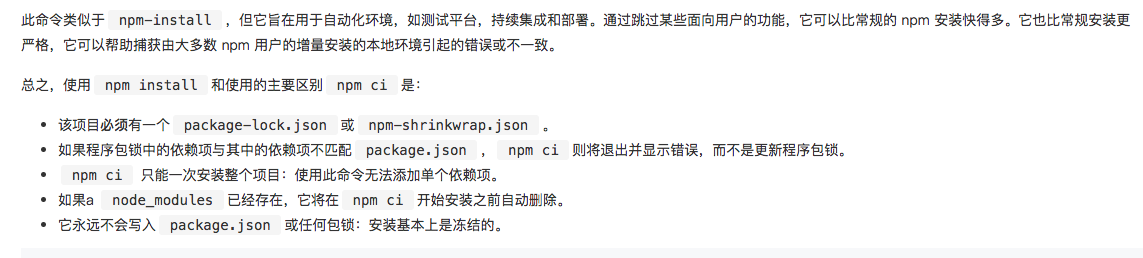 此命令类似于 npm-install ，但它旨在用于自动化环境，如测试平台，持续集成和部署。通过跳过某些面向用户的功能，它可以比常规的 npm 安装快得多。它也比常规安装更
严格，它可以帮助捕获由大多数 npm 用户的增量安装的本地环境引起的错误或不一致。
总之，使用 npm install 和使用的主要区别 npm ci 是：
• 该项目必须有一个 package-lock.json 或 npm-shrinkwrap.json 。
• 如果程序包锁中的依赖项与其中的依赖项不匹配 package.json ， npm ci 则将退出并显示错误，而不是更新程序包锁。
• npm ci 只能一次安装整个项目：使用此命令无法添加单个依赖项。
• 如果a node_modules 已经存在，它将在 npm ci 开始安装之前自动删除。
• 它永远不会写入 package.json 或任何包锁：安装基本上是冻结的。